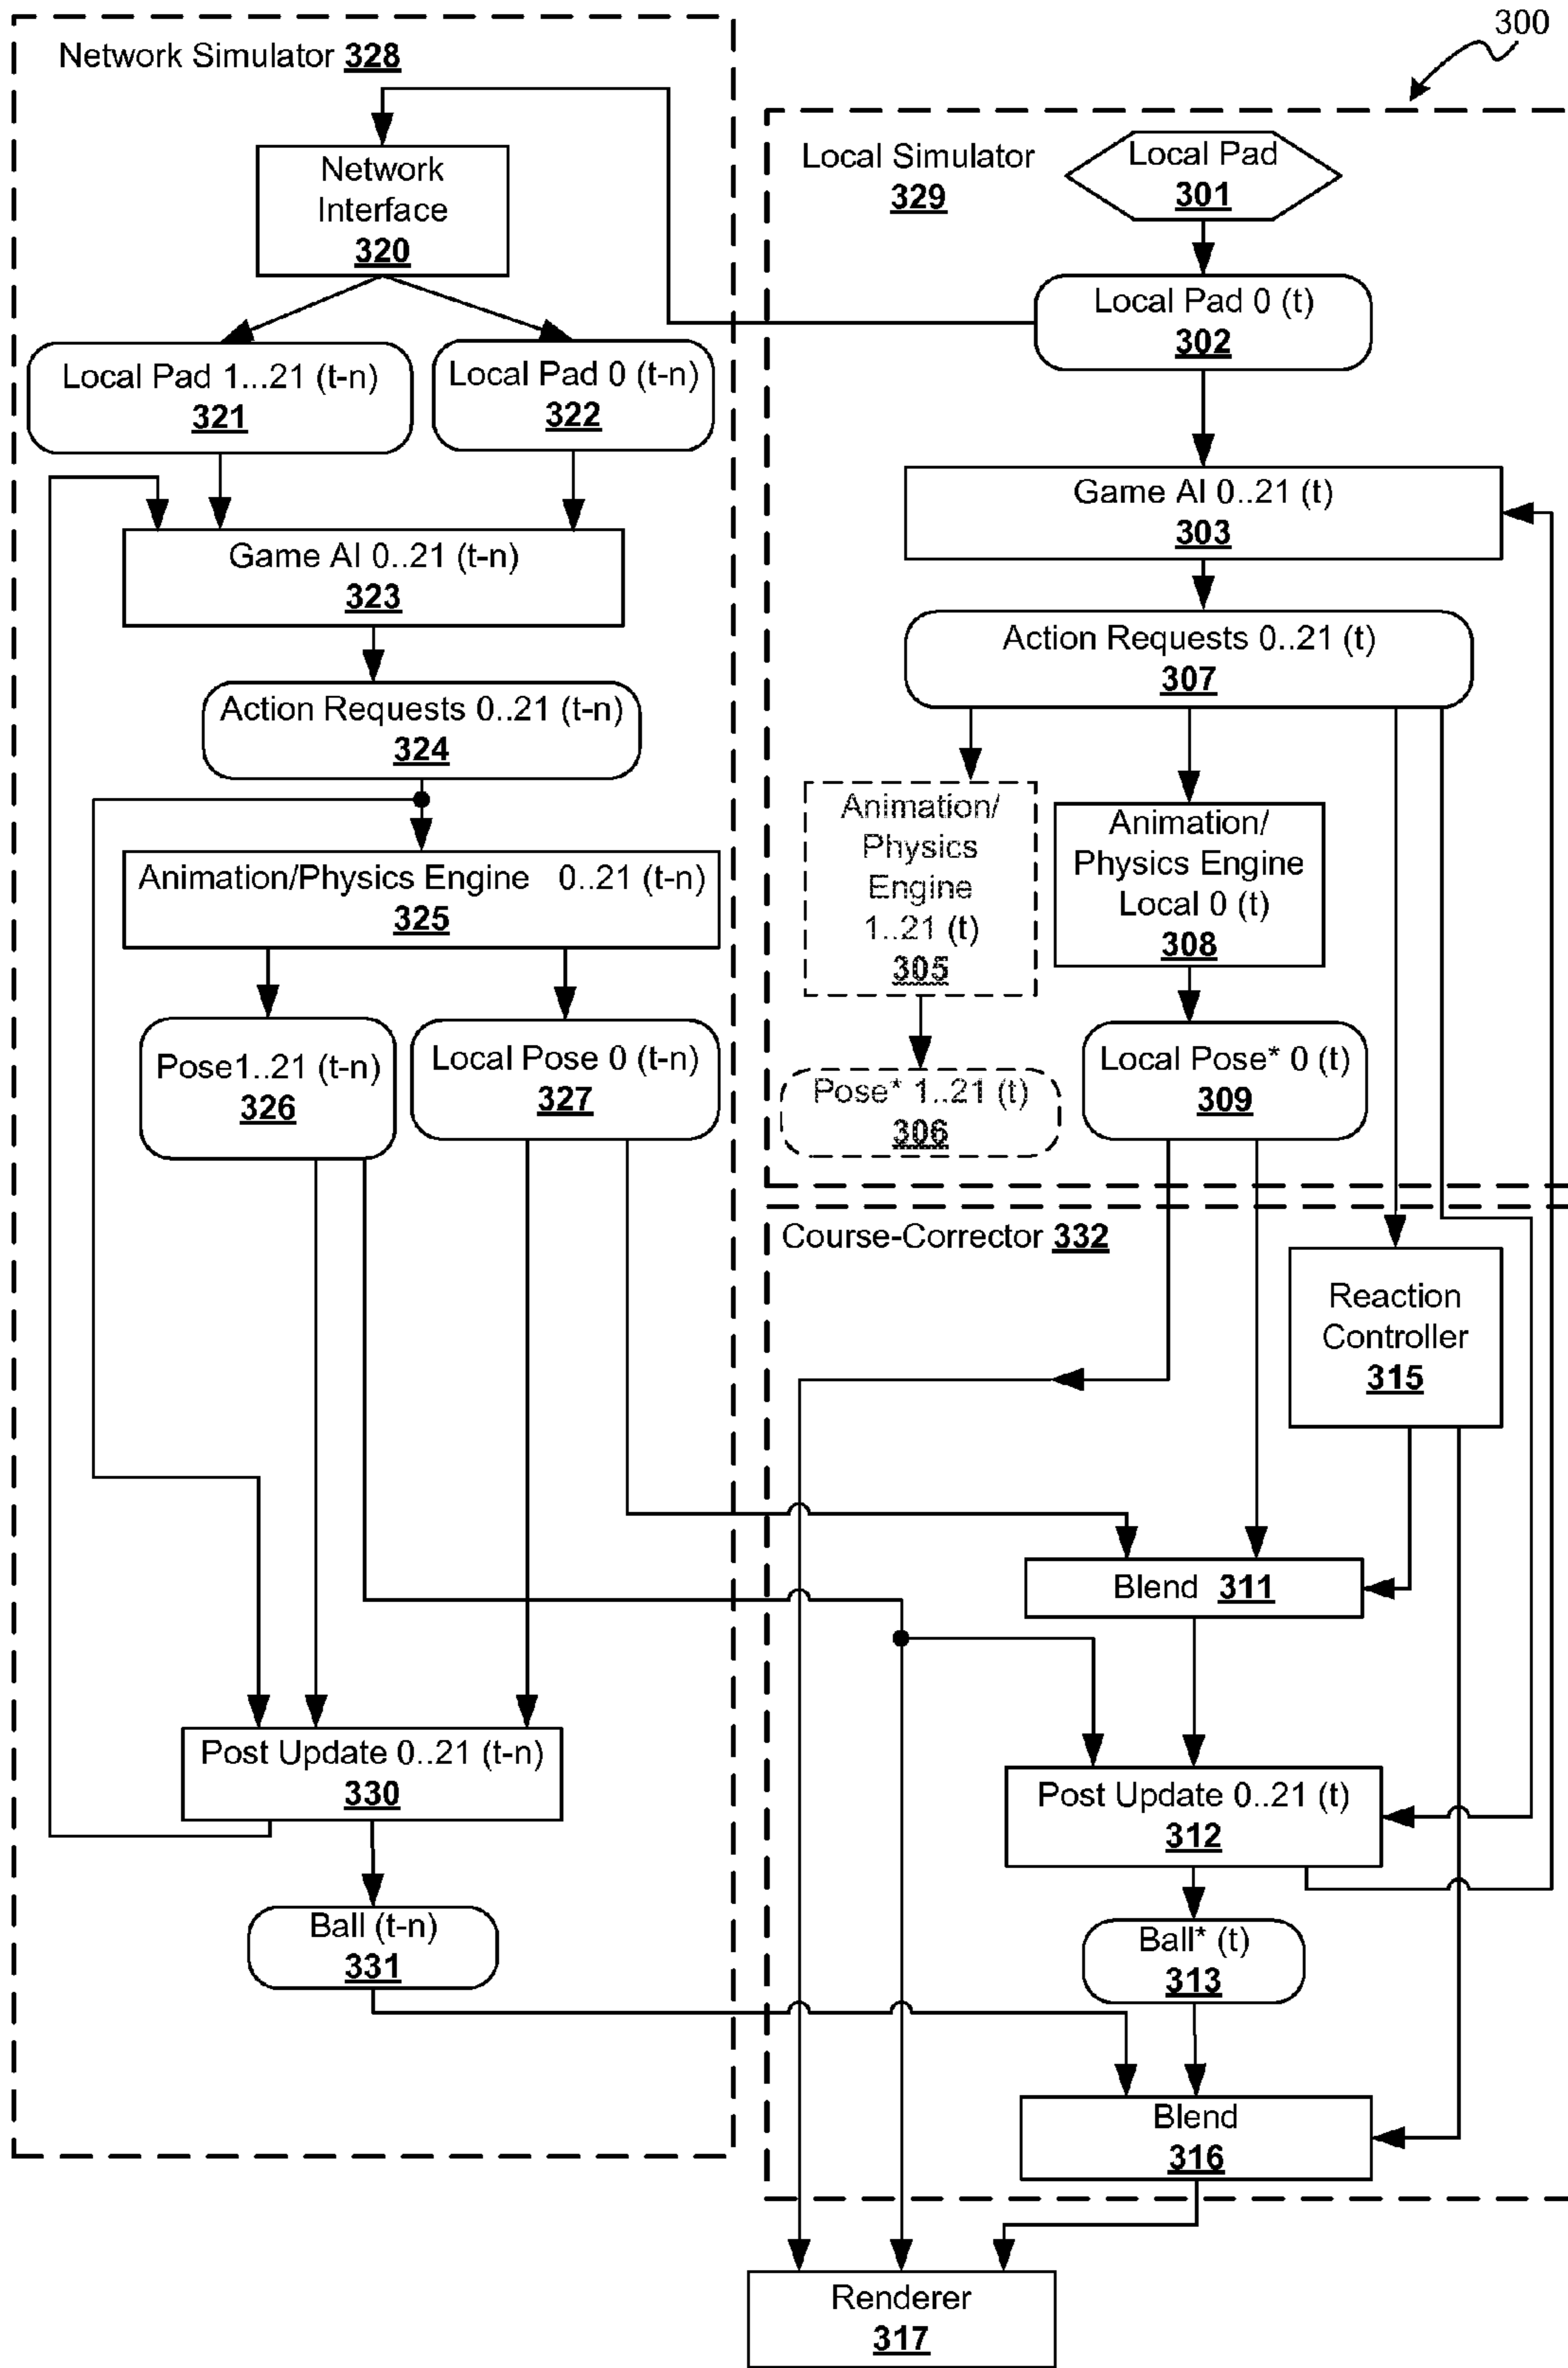 300
Network Simulator 328
Network
Interface
320
Local Pad 1...21 (t-n)
321
Local Pad 0 (t-n)
322
Game AI 0..21 (t-n)
323
Action Requests 0..21 (t-n)
324
Animation/Physics Engine 0..21 (t-n)
325
Pose1..21 (t-n)
326
Local Pose 0 (t-n)
327
Post Update 0..21 (t-n)
330
Ball (t-n)
331
Local Simulator
329
Local Pad
301
Local Pad 0 (t)
302
Game AI 0..21 (t)
303
Action Requests 0..21 (t)
307
Animation/
Physics
Engine
1..21 (t)
305
Animation/
Physics Engine
Local 0 (t)
308
Pose* 1..21 (t)
306
Local Pose* 0 (t)
309
Course-Corrector 332
Reaction
Controller
315
Blend 311
Post Update 0..21 (t)
312
Ball* (t)
313
Blend
316
Renderer
317